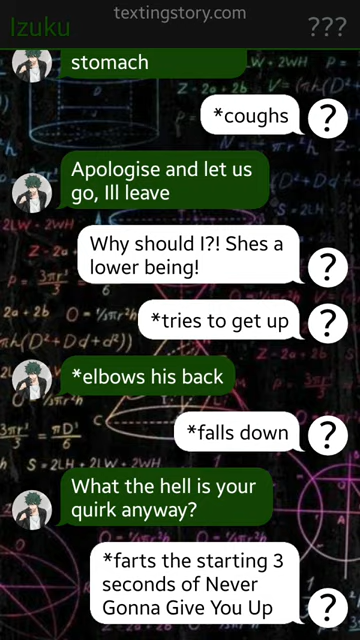 textingstory.com
Izuku
???
stomach
*coughs
?
Apologise and let us
go, Ill leave
Why should I?! Shes a
lower being!
?
*tries to get up
?
*elbows his back
*falls down
?
What the hell is your
quirk anyway?
*farts the starting 3
seconds of Never
Gonna Give You Up
?